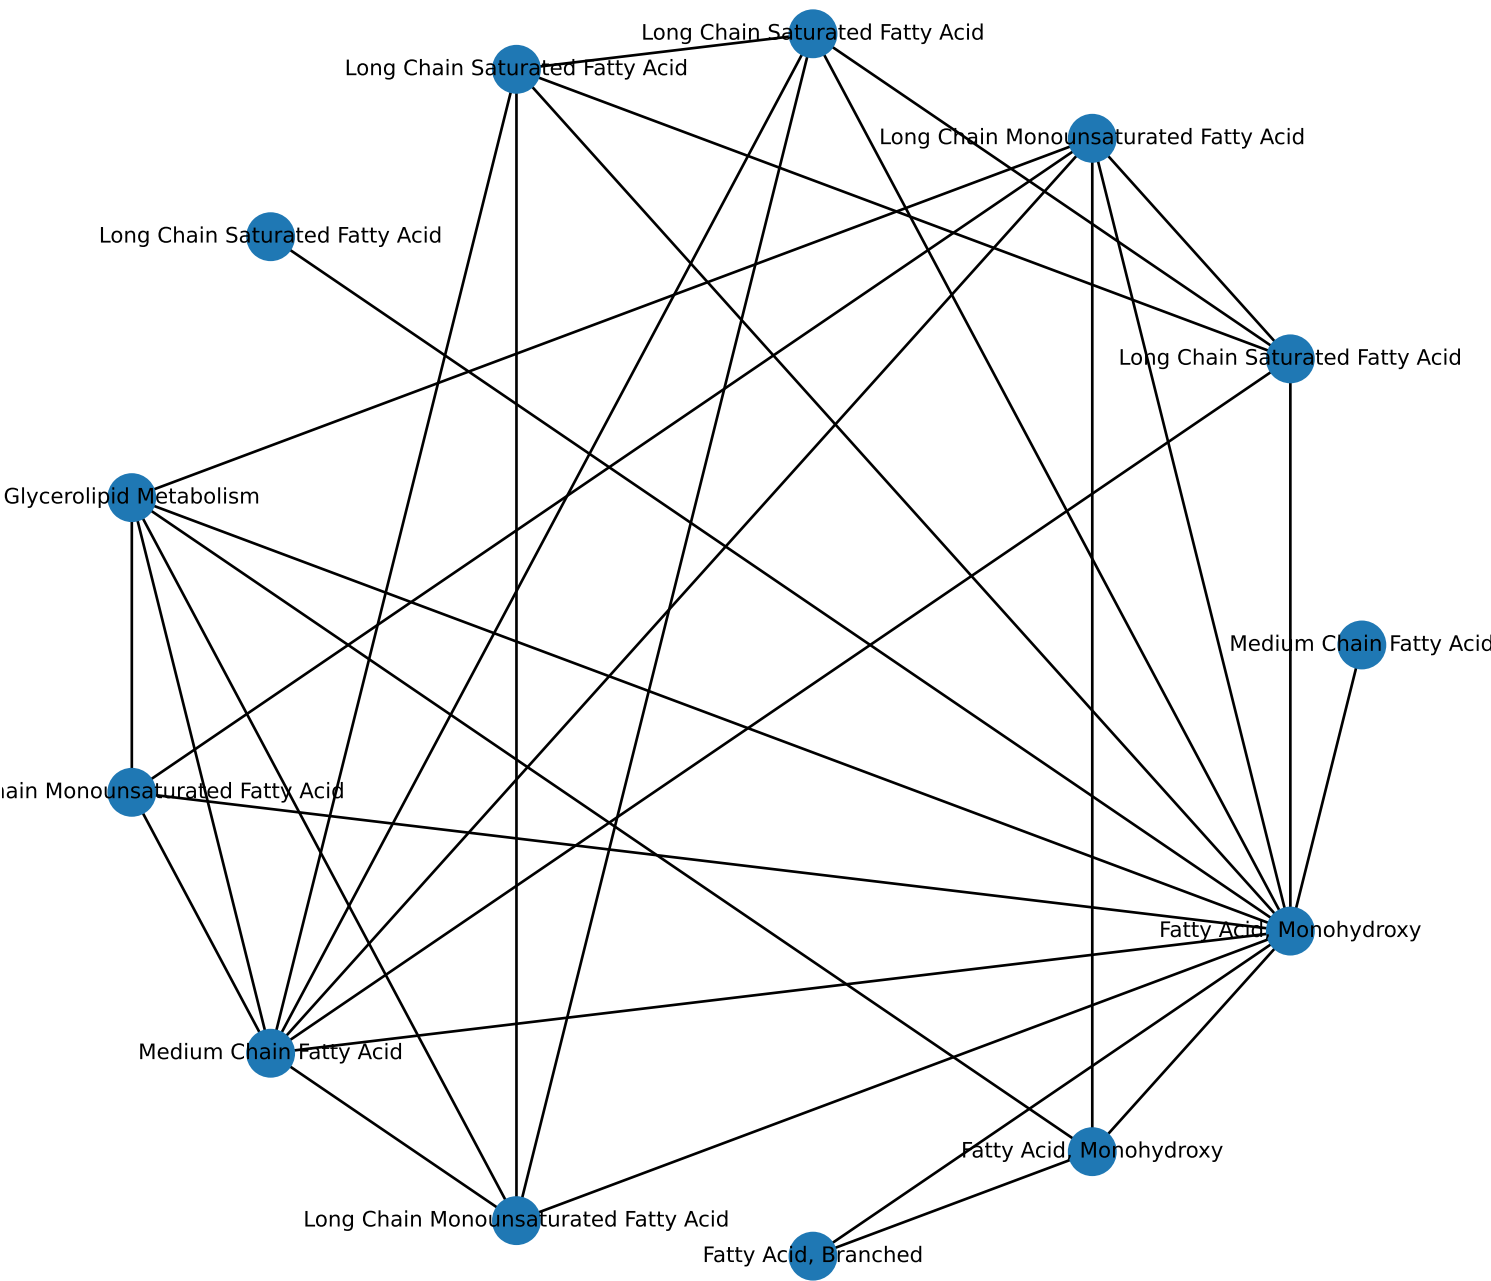 Long Chain Saturated Fatty Acid
Long Chain Saturated Fatty Acid
Long Chain Monounsaturated Fatty Acid
Long Chain Saturated Fatty Acid
Long Chain Saturated Fatty Acid
Glycerolipid Metabolism
Medium Chain Fatty Acid
Monounsaturated Fatty Acid
Fatty Acid, Monohydroxy
Medium Chain Fatty Acid
Fatty Acid, Monohydroxy
Long Chain Monounsaturated Fatty Acid
Fatty Acid, Branched